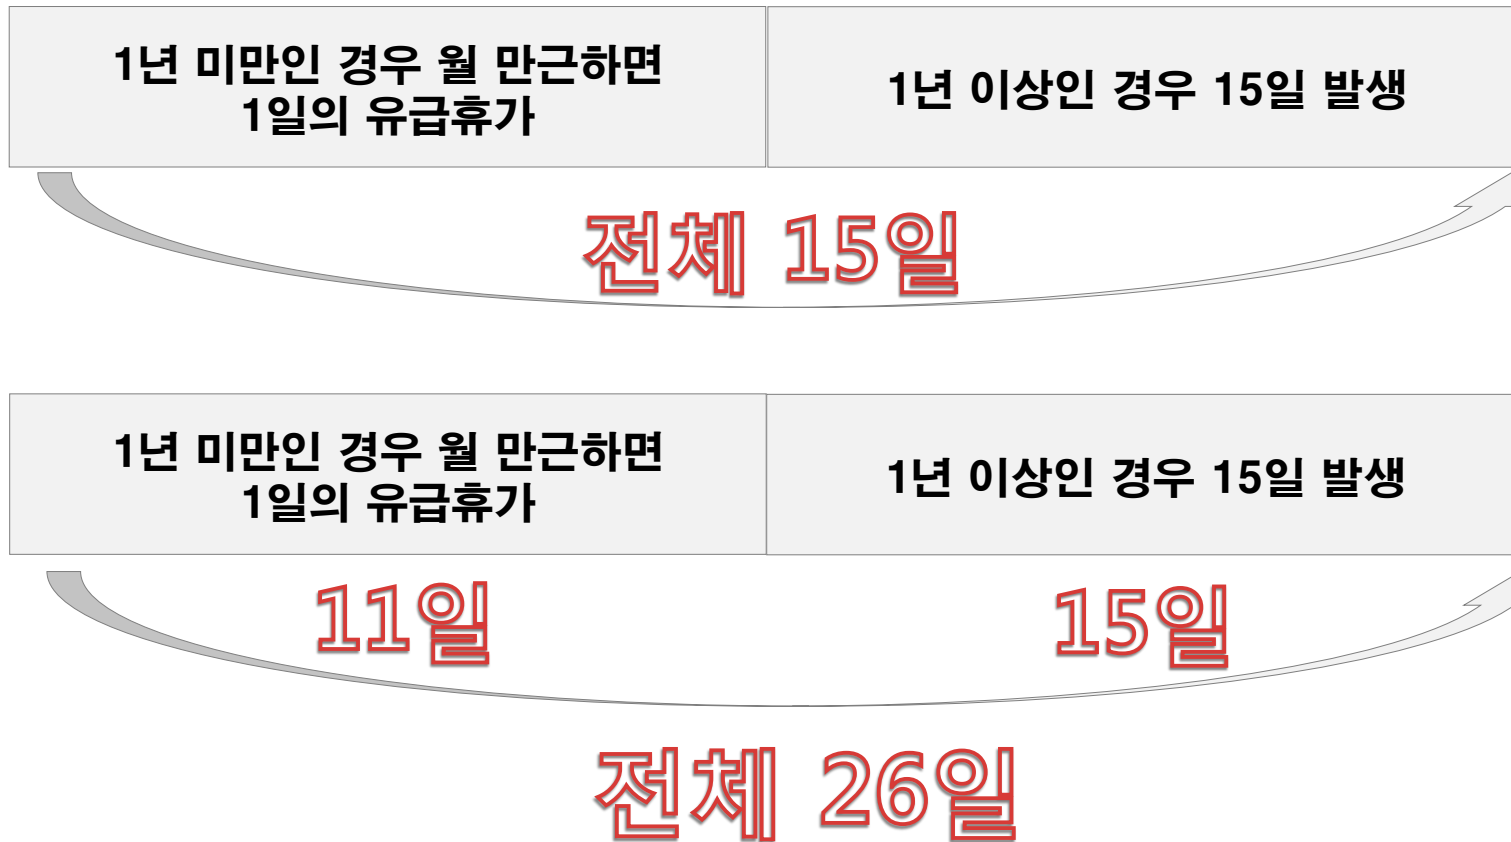 1년 미만인 경우 월 만근하면
1일의 유급휴가
1년 이상인 경우 15일 발생
전체 15일
1년 미만인 경우 월 만근하면
1일의 유급휴가
1년 이상인 경우 15일 발생
11일
15일
전체 26일